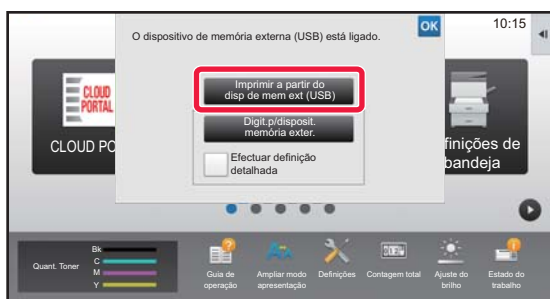 O dispositivo de memória externa (USB) está ligado.
OK
10:15
Imprimir a partir do
disp de mem ext (USB)
Digit.p/disposit.
memória exter.
Efectuar definição
detalhada
CLOUD
PORTAL
CLOUD PO
finições de
bandeja
Quant. Toner
Bk
C
M
Y
Guia de
operação
Ampliar modo
apresentação
Definições
Contagem total
Ajuste do
brilho
Estado do
trabalho